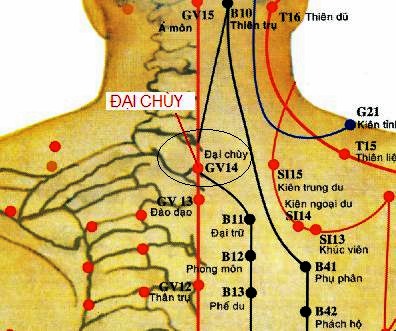 GV15
Á môn
B10
Thiên trụ
T16 Thiên dũ
ĐẠI CHÙY
G21
Kiên tỉnh
Đại chùy
GV14
T15
Thiên liê
SI15
Kiên trung du
GV 13
Đào đạo
Kiên ngoại du
SI14
B11
Đại trữ
SI13
Khúc viên
B12
Phong môn
B41
Phụ phân
GV12
Thân trụ
B13
Phế du
B42
Phách hộ